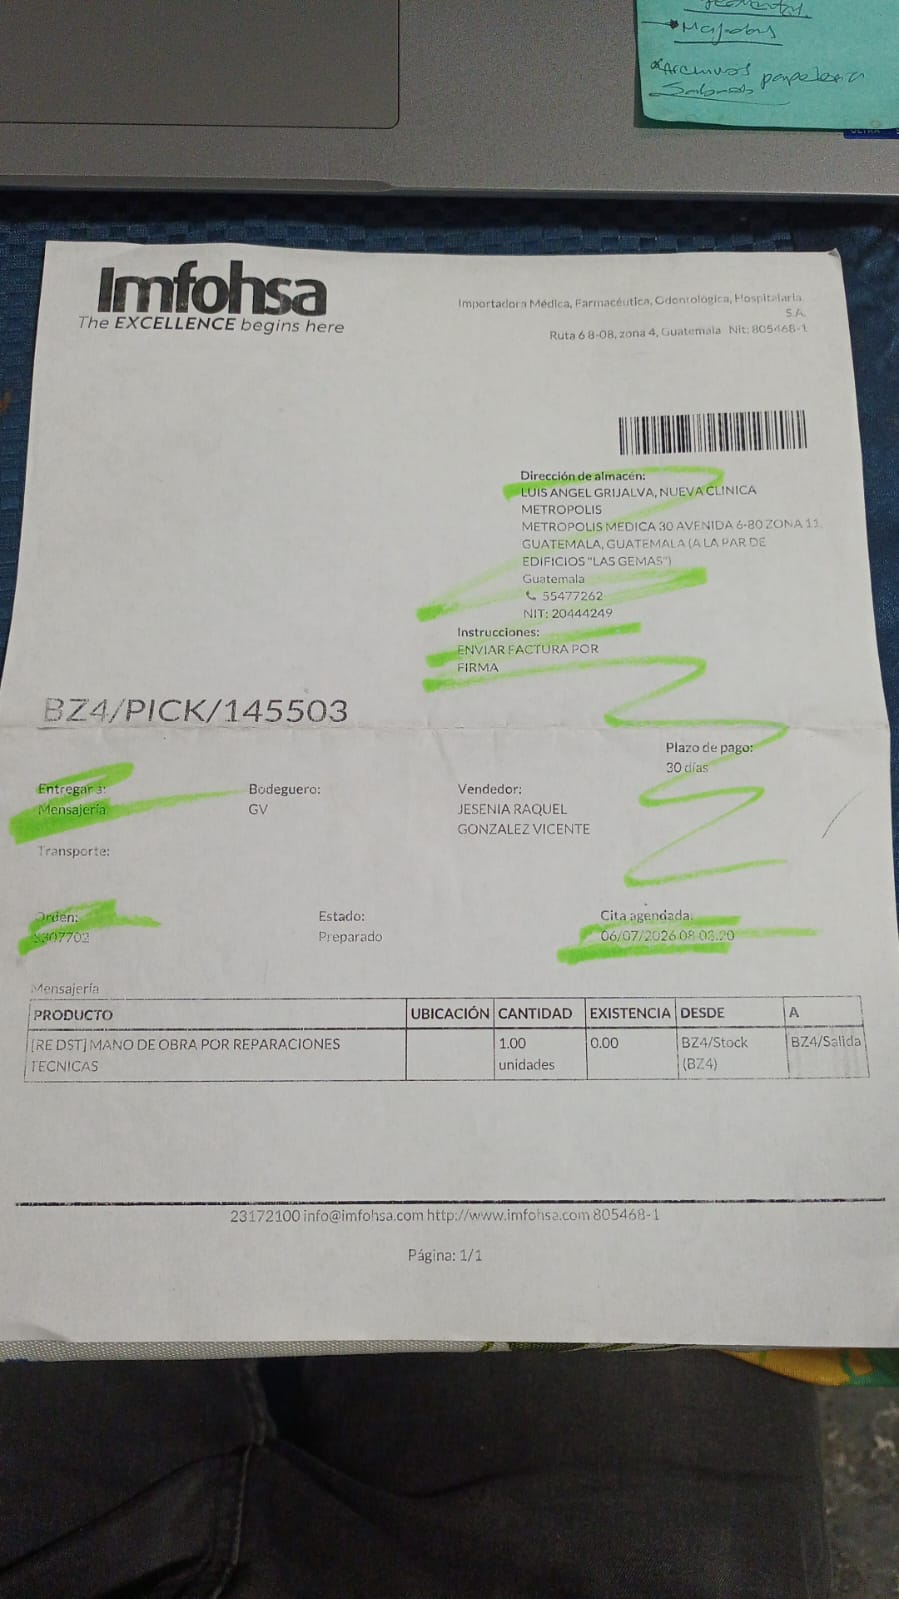 Majadas
Archivos papelería
Imfohsa
The EXCELLENCE begins here
Importadora Médica, Farmacéutica, Odontológica, Hospitalaria
S.A.
Ruta 6 8-08, zona 4, Guatemala Nit: 805468-1
Dirección de almacén:
LUIS ANGEL GRIJALVA, NUEVA CLINICA
METROPOLIS
METROPOLIS MEDICA 30 AVENIDA 6-80 ZONA 11,
GUATEMALA, GUATEMALA (A LA PAR DE
EDIFICIOS "LAS GEMAS")
Guatemala
55477262
NIT: 20444249
Instrucciones:
ENVIAR FACTURA POR
FIRMA
BZ4/PICK/145503
Plazo de pago:
30 días
Entregar a: Bodeguero: Vendedor:
Mensajería GV JESENIA RAQUEL
GONZALEZ VICENTE
Transporte:
Orden: Estado: Cita agendada:
Preparado 06/07/2026 08:03:20
Mensajería
PRODUCTO UBICACIÓN CANTIDAD EXISTENCIA DESDE A
[RE DST] MANO DE OBRA POR REPARACIONES 1.00 0.00 BZ4/Stock BZ4/Salida
TECNICAS unidades (BZ4)
23172100 info@imfohsa.com http://www.imfohsa.com 805468-1
Página: 1/1